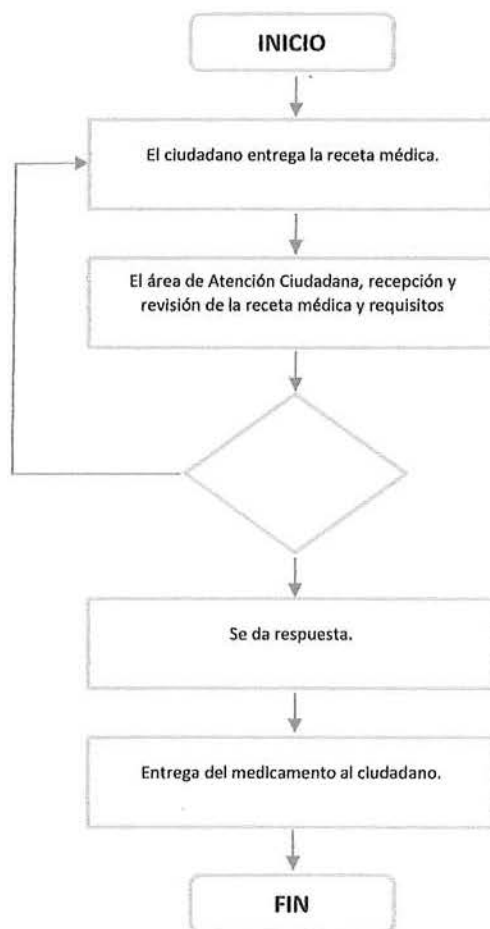 INICIO
El ciudadano entrega la receta médica.
El área de Atención Ciudadana, recepción y
revisión de la receta médica y requisitos
Se da respuesta.
Entrega del medicamento al ciudadano.
FIN